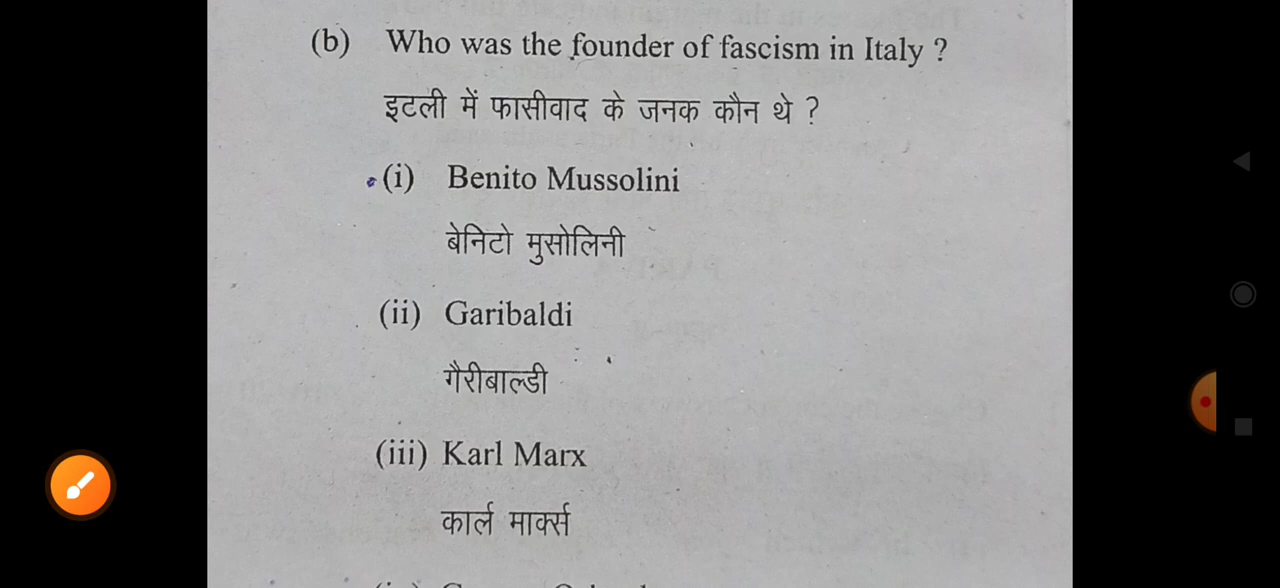 (b) Who was the founder of fascism in Italy ?
इटली में फासीवाद के जनक कौन थे ?
(i) Benito Mussolini
बेनिटो मुसोलिनी
(ii) Garibaldi
गैरीबाल्डी
(iii) Karl Marx
कार्ल मार्क्स